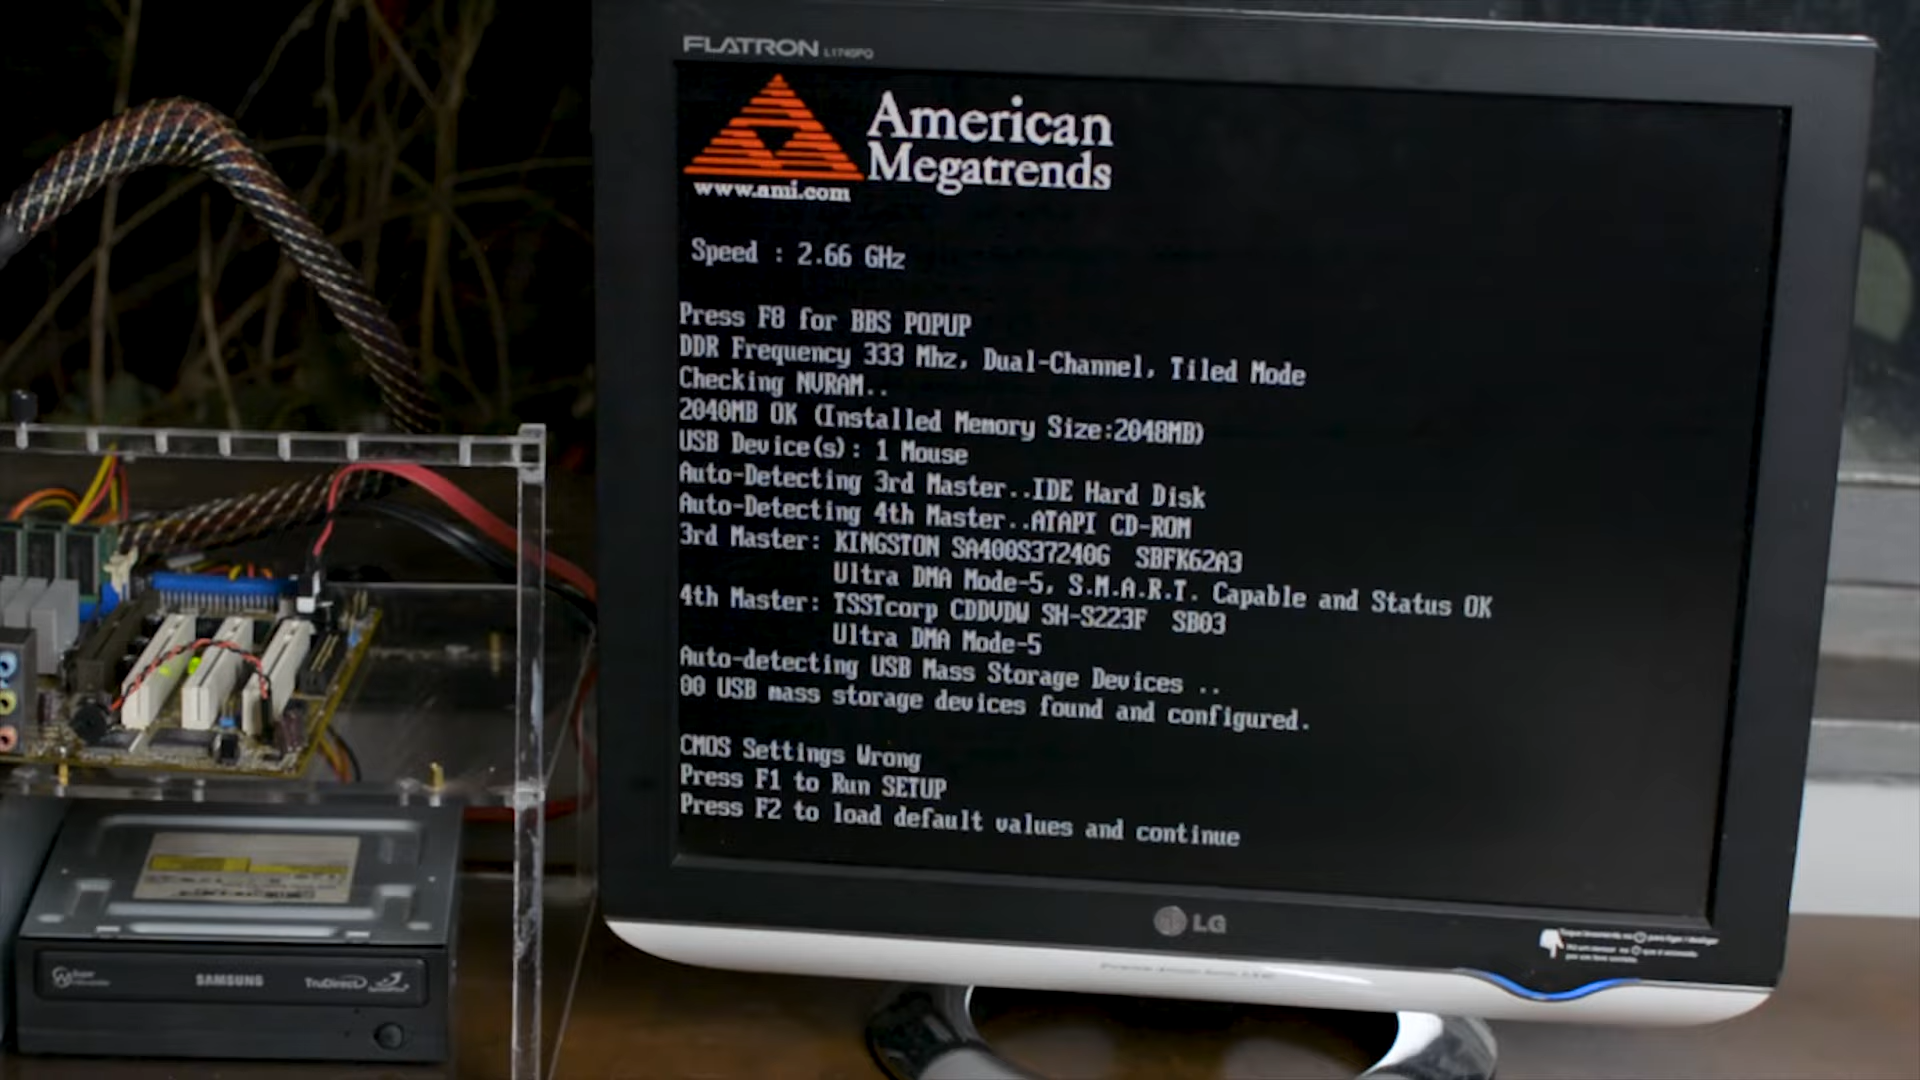 FLATRON L1740PQ
American
Megatrends
www.ami.com
Speed : 2.66 GHz
Press F8 for BBS POPUP
DDR Frequency 333 Mhz, Dual-Channel, Tiled Mode
Checking NVRAM..
2040MB OK (Installed Memory Size:2048MB)
USB Device(s): 1 Mouse
Auto-Detecting 3rd Master..IDE Hard Disk
Auto-Detecting 4th Master..ATAPI CD-ROM
3rd Master: KINGSTON SA400S37240G SBFK62A3
Ultra DMA Mode-5, S.M.A.R.T. Capable and Status OK
4th Master: TSSTcorp CDDVDW SH-S223F SB03
Ultra DMA Mode-5
Auto-detecting USB Mass Storage Devices ..
00 USB mass storage devices found and configured.
CMOS Settings Wrong
Press F1 to Run SETUP
Press F2 to load default values and continue
LG
SAMSUNG
TruDirect